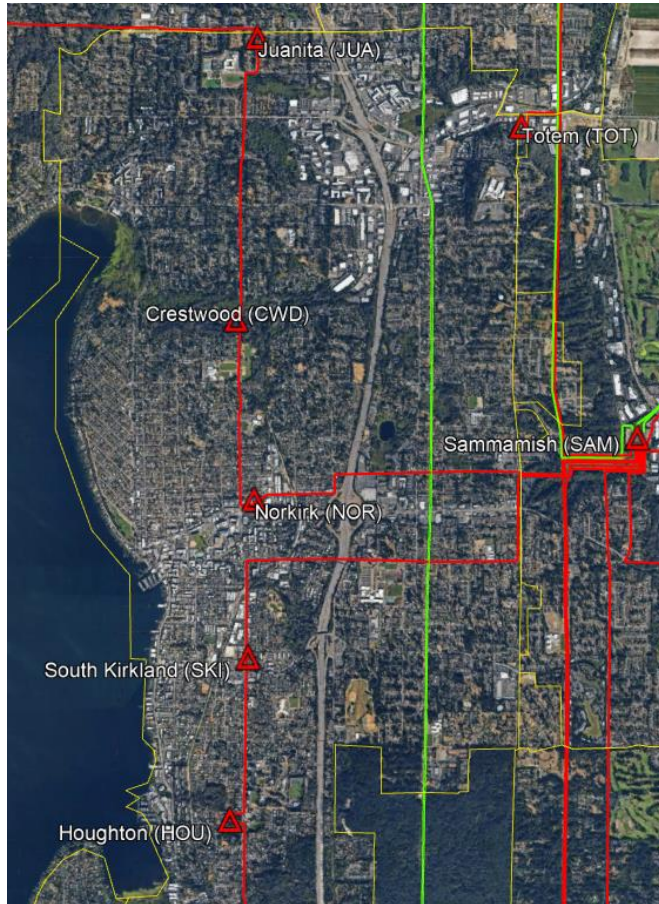 Juanita (JUA)
Totem (TOT)
Crestwood (CWD)
Sammamish (SAM)
Norkirk (NOR)
South Kirkland (SKI)
Houghton (HOU)